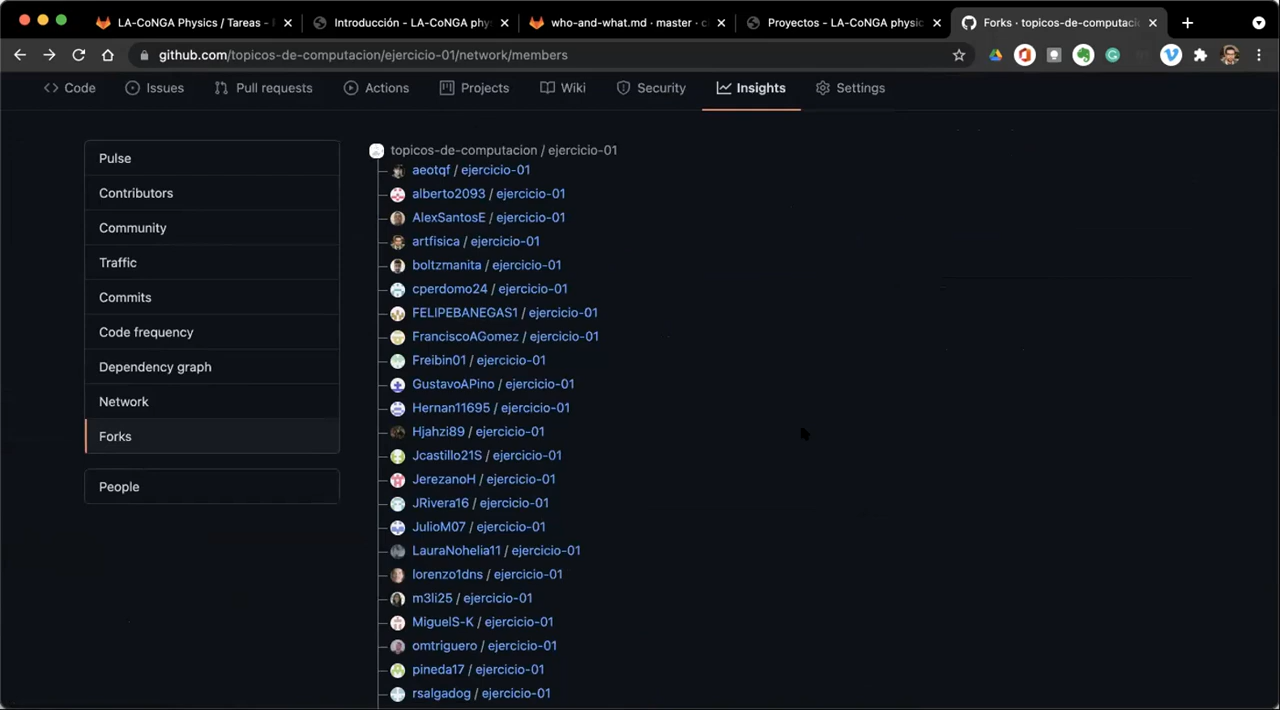 LA-CoNGA Physics / Tareas -
Introducción - LA-CoNGA phy
who-and-what.md · master · c
Proyectos - LA-CoNGA physic
Forks · topicos-de-computaci
github.com/topicos-de-computacion/ejercicio-01/network/members
Code
Issues
Pull requests
Actions
Projects
Wiki
Security
Insights
Settings
Pulse
Contributors
Community
Traffic
Commits
Code frequency
Dependency graph
Network
Forks
People
topicos-de-computacion / ejercicio-01
aeotqf / ejercicio-01
alberto2093 / ejercicio-01
AlexSantosE / ejercicio-01
artfisica / ejercicio-01
boltzmanita / ejercicio-01
cperdomo24 / ejercicio-01
FELIPEBANEGAS1 / ejercicio-01
FranciscoAGomez / ejercicio-01
Freibin01 / ejercicio-01
GustavoAPino / ejercicio-01
Hernan11695 / ejercicio-01
Hjahzi89 / ejercicio-01
Jcastillo21S / ejercicio-01
JerezanoH / ejercicio-01
JRivera16 / ejercicio-01
JulioM07 / ejercicio-01
LauraNohelia11 / ejercicio-01
lorenzo1dns / ejercicio-01
m3li25 / ejercicio-01
MiguelS-K / ejercicio-01
omtriguero / ejercicio-01
pineda17 / ejercicio-01
rsalgadog / ejercicio-01